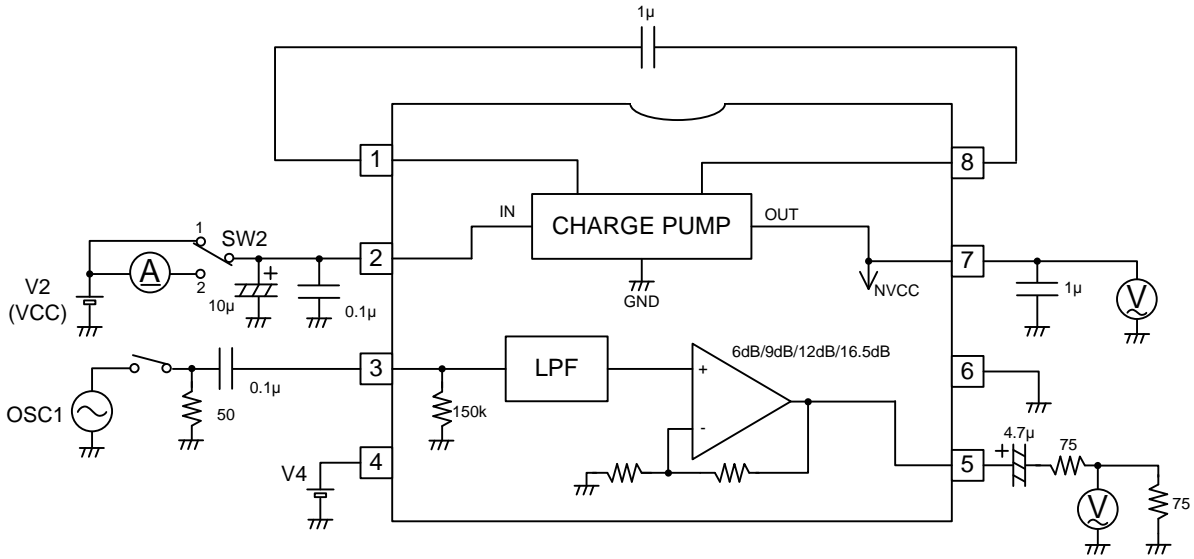 1μ
1
8
IN
CHARGE PUMP
OUT
1
SW2
2
7
A
2
V2
(VCC)
+
10μ
0.1μ
GND
NVCC
1μ
V
6dB/9dB/12dB/16.5dB
3
LPF
+
6
OSC1
50
0.1μ
150k
-
4.7μ
V4
4
5
+
75
V
75